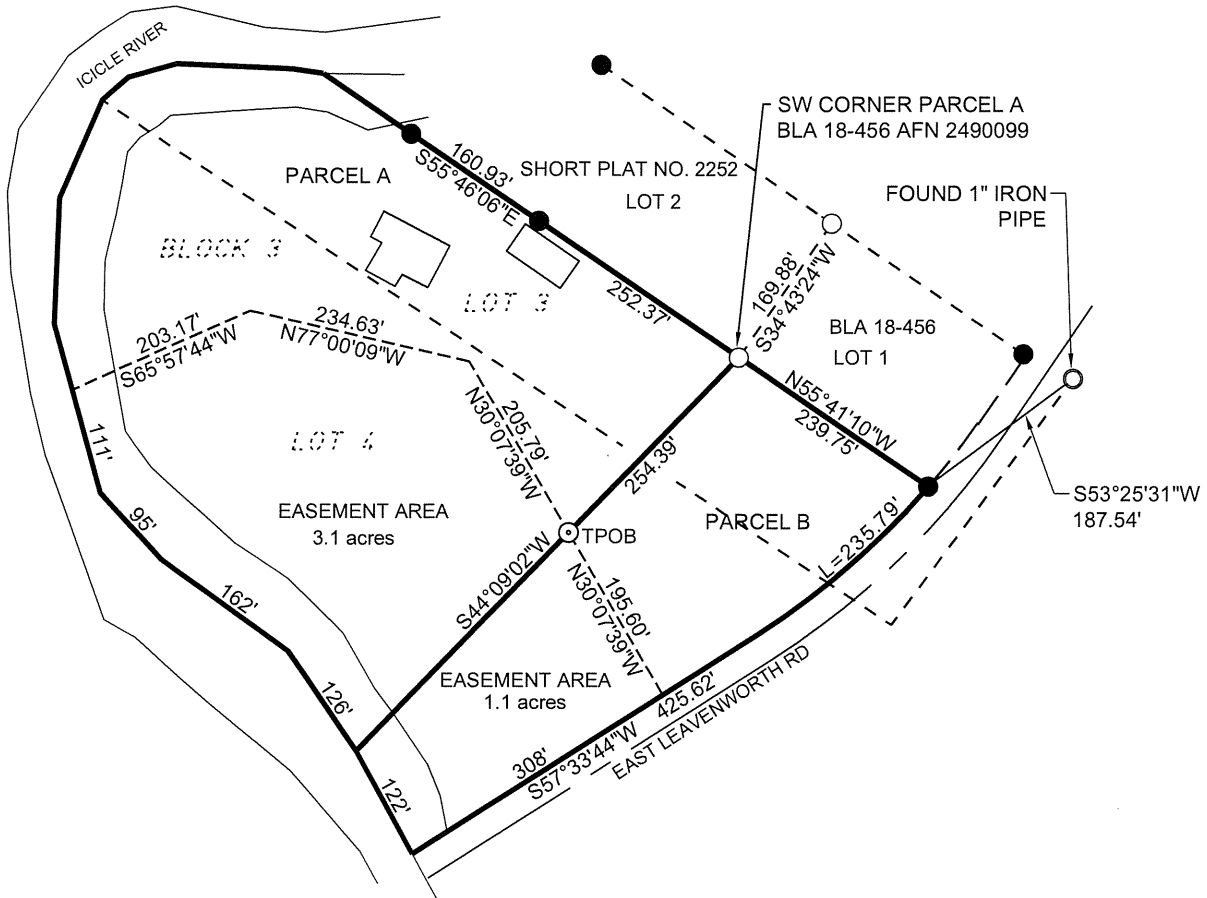 ICICLE RIVER
SW CORNER PARCEL A
BLA 18-456 AFN 2490099
PARCEL A
160.93'
S55°46'06"E
SHORT PLAT NO. 2252
LOT 2
FOUND 1" IRON
PIPE
BLOCK 3
LOT 3
252.37'
169.88'
S34°43'24"W
BLA 18-456
LOT 1
203.17'
S65°57'44"W
234.63'
N77°00'09"W
N55°41'10"W
239.75'
111'
LOT 4
205.79'
N30°07'39"W
254.39'
S53°25'31"W
187.54'
95'
EASEMENT AREA
3.1 acres
TPOB
PARCEL B
L=235.79'
162'
S44°09'02"W
195.60'
N30°07'39"W
126'
EASEMENT AREA
1.1 acres
425.62'
EAST LEAVENWORTH RD
122'
308'
S57°33'44"W